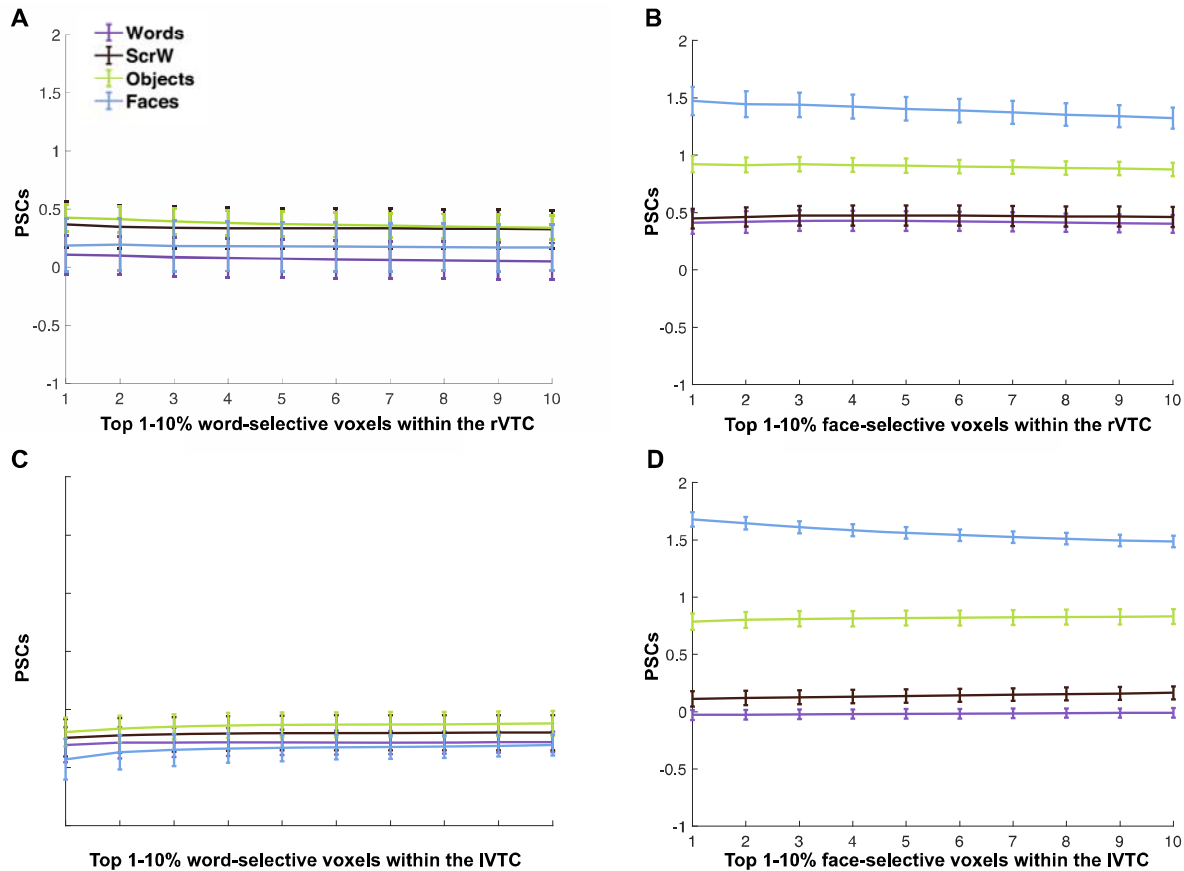 A
Words
ScrW
Objects
Faces
2
1.5
1
0.5
0
-0.5
-1
PSCs
1 2 3 4 5 6 7 8 9 10
Top 1-10% word-selective voxels within the rVTC
B
2
1.5
1
0.5
0
-0.5
-1
PSCs
1 2 3 4 5 6 7 8 9 10
Top 1-10% face-selective voxels within the rVTC
C
PSCs
Top 1-10% word-selective voxels within the lVTC
D
2
1.5
1
0.5
0
-0.5
-1
PSCs
1 2 3 4 5 6 7 8 9 10
Top 1-10% face-selective voxels within the lVTC